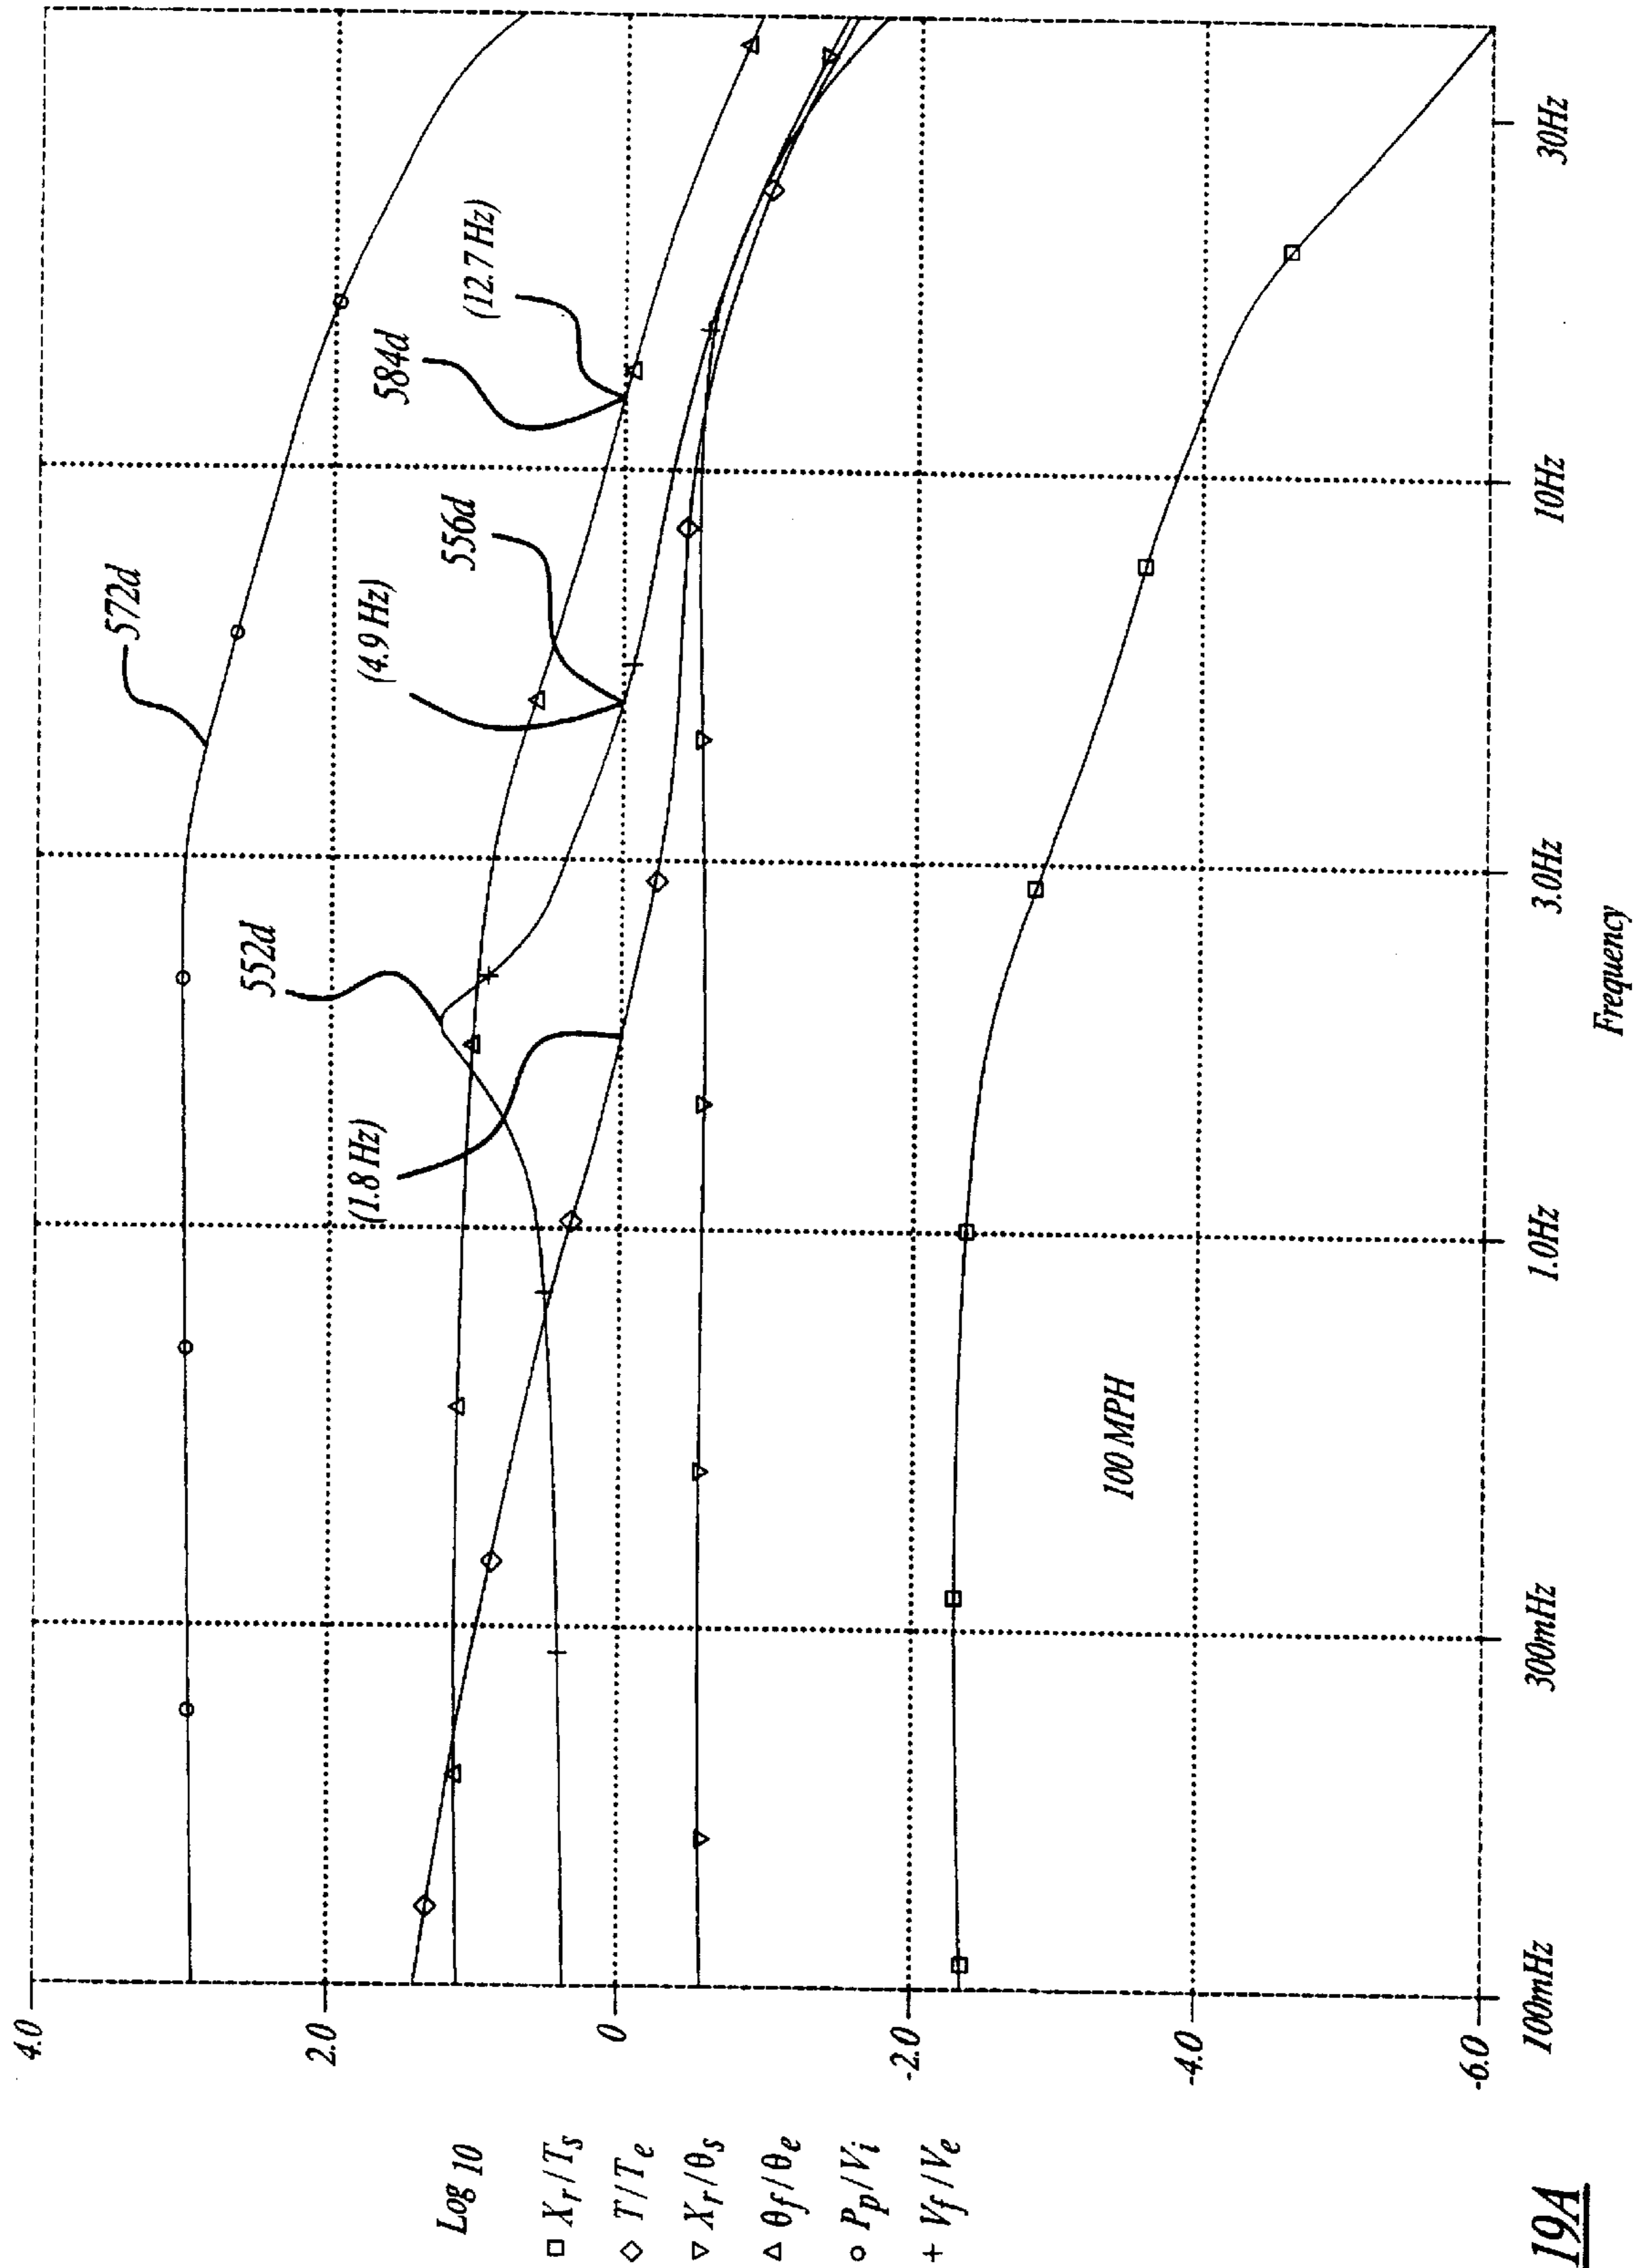 4.0
2.0
0
-2.0
-4.0
-6.0
100mHz
300mHz
1.0Hz
3.0Hz
10Hz
30Hz
Frequency
572d
552d
(1.8 Hz)
(4.9 Hz)
556d
584d
(12.7 Hz)
100 MPH
Log 10
□ Xr/Ts
◇ T/Te
▽ Xr/θs
△ θf/θe
○ Pp/Vi
+ Vf/Ve
19A